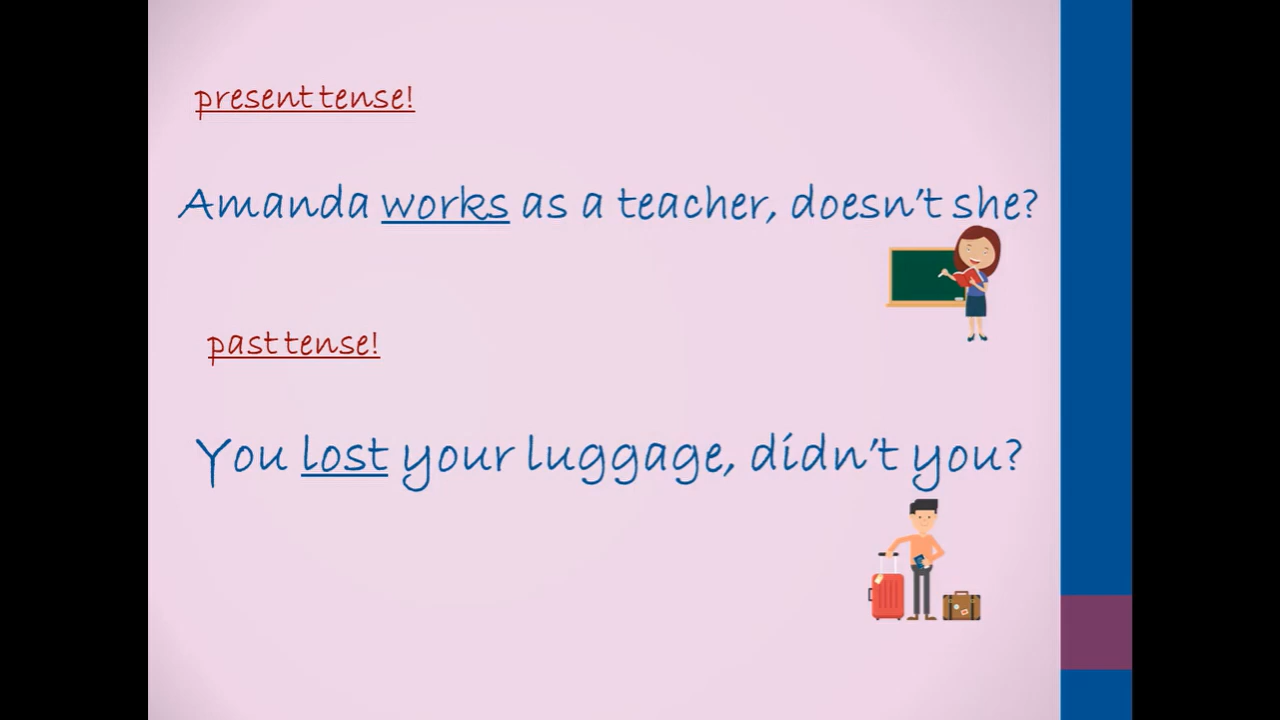 present tense!
Amanda works as a teacher, doesn't she?
past tense!
You lost your luggage, didn't you?